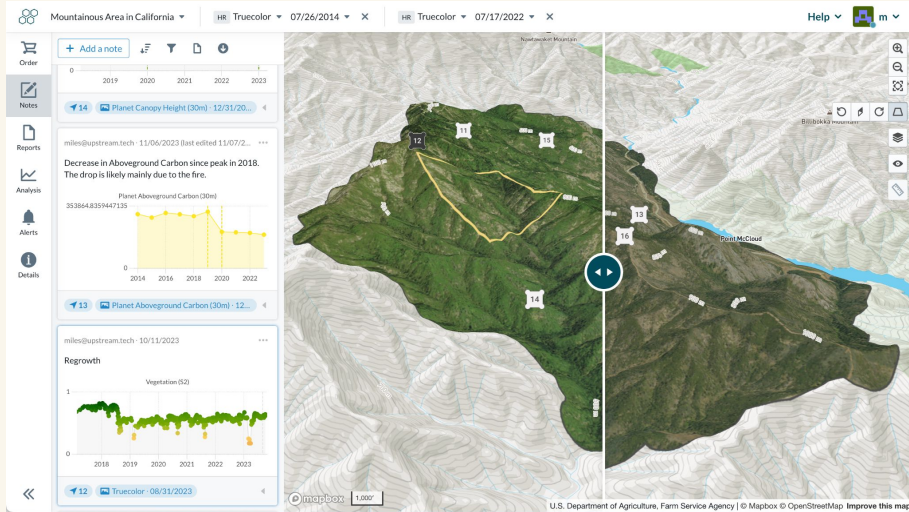 Mountainous Area in California
HR Truecolor 07/26/2014
HR Truecolor 07/17/2022
Help
m
Order
Notes
Reports
Analysis
Alerts
Details
+ Add a note
0
2019 2020 2021 2022 2023
14 Planet Canopy Height (30m) · 12/31/20...
miles@upstream.tech · 11/06/2023 (last edited 11/07/2...
Decrease in Aboveground Carbon since peak in 2018.
The drop is likely mainly due to the fire.
Planet Aboveground Carbon (30m)
353864.8359447135
0
2014 2016 2018 2020 2022
13 Planet Aboveground Carbon (30m) · 12...
miles@upstream.tech · 10/11/2023
Regrowth
Vegetation (S2)
1
0
2018 2019 2020 2021 2022 2023
12 Truecolor · 08/31/2023
Nawtawaket Mountain
Bollibokka Mountain
12
11
15
13
16
14
Point McCloud
mapbox
1,000'
U.S. Department of Agriculture, Farm Service Agency | © Mapbox © OpenStreetMap Improve this map